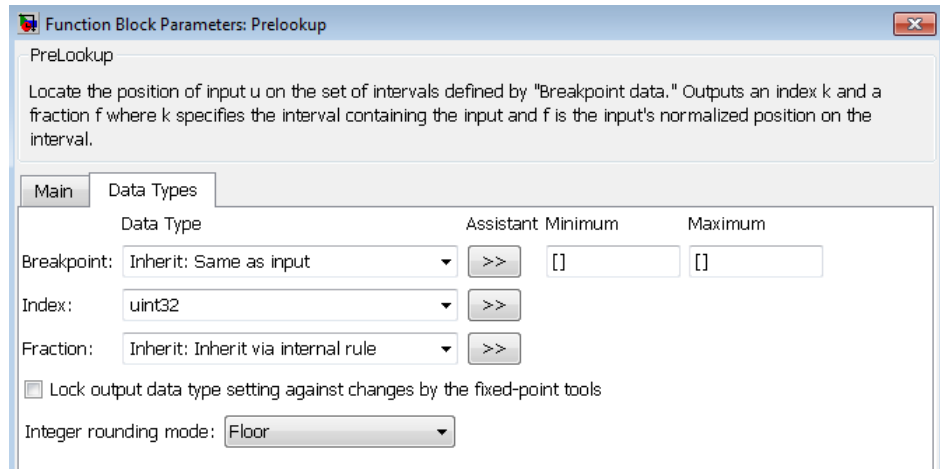 Function Block Parameters: Prelookup
PreLookup
Locate the position of input u on the set of intervals defined by "Breakpoint data." Outputs an index k and a
fraction f where k specifies the interval containing the input and f is the input's normalized position on the
interval.
Main Data Types
Data Type Assistant Minimum Maximum
Breakpoint: Inherit: Same as input >> [] []
Index: uint32 >>
Fraction: Inherit: Inherit via internal rule >>
Lock output data type setting against changes by the fixed-point tools
Integer rounding mode: Floor